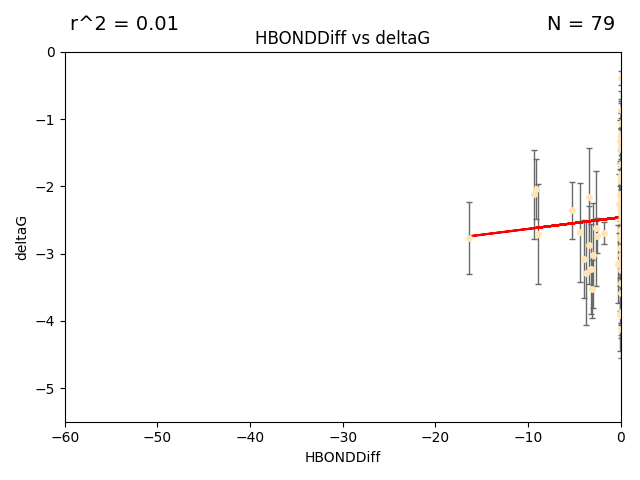 r^2 = 0.01
N = 79
HBONDDiff vs deltaG
deltaG
0
−1
−2
−3
−4
−5
−60
−50
−40
−30
−20
−10
0
HBONDDiff